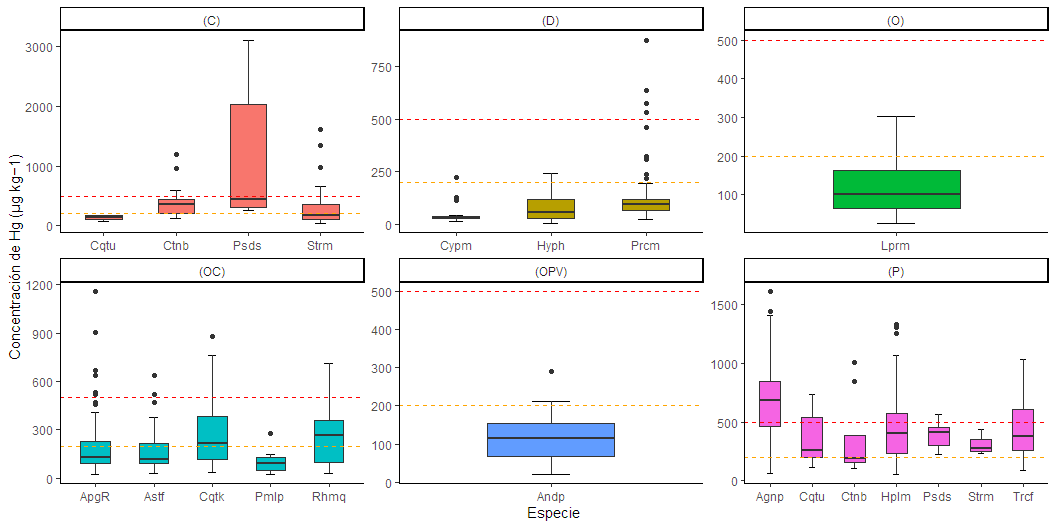 (C) (D) (O)
3000
2000
1000
0
750
500
250
0
500
400
300
200
100
Cqtu Ctnb Psds Strm
Cypm Hyph Prcm
Lprm
Concentración de Hg (µg kg−1)
(OC) (OPV) (P)
1200
900
600
300
0
500
400
300
200
100
0
1500
1000
500
0
ApgR Astf Cqtk Pmlp Rhmq
Andp
Agnp Cqtu Ctnb Hplm Psds Strm Trcf
Especie